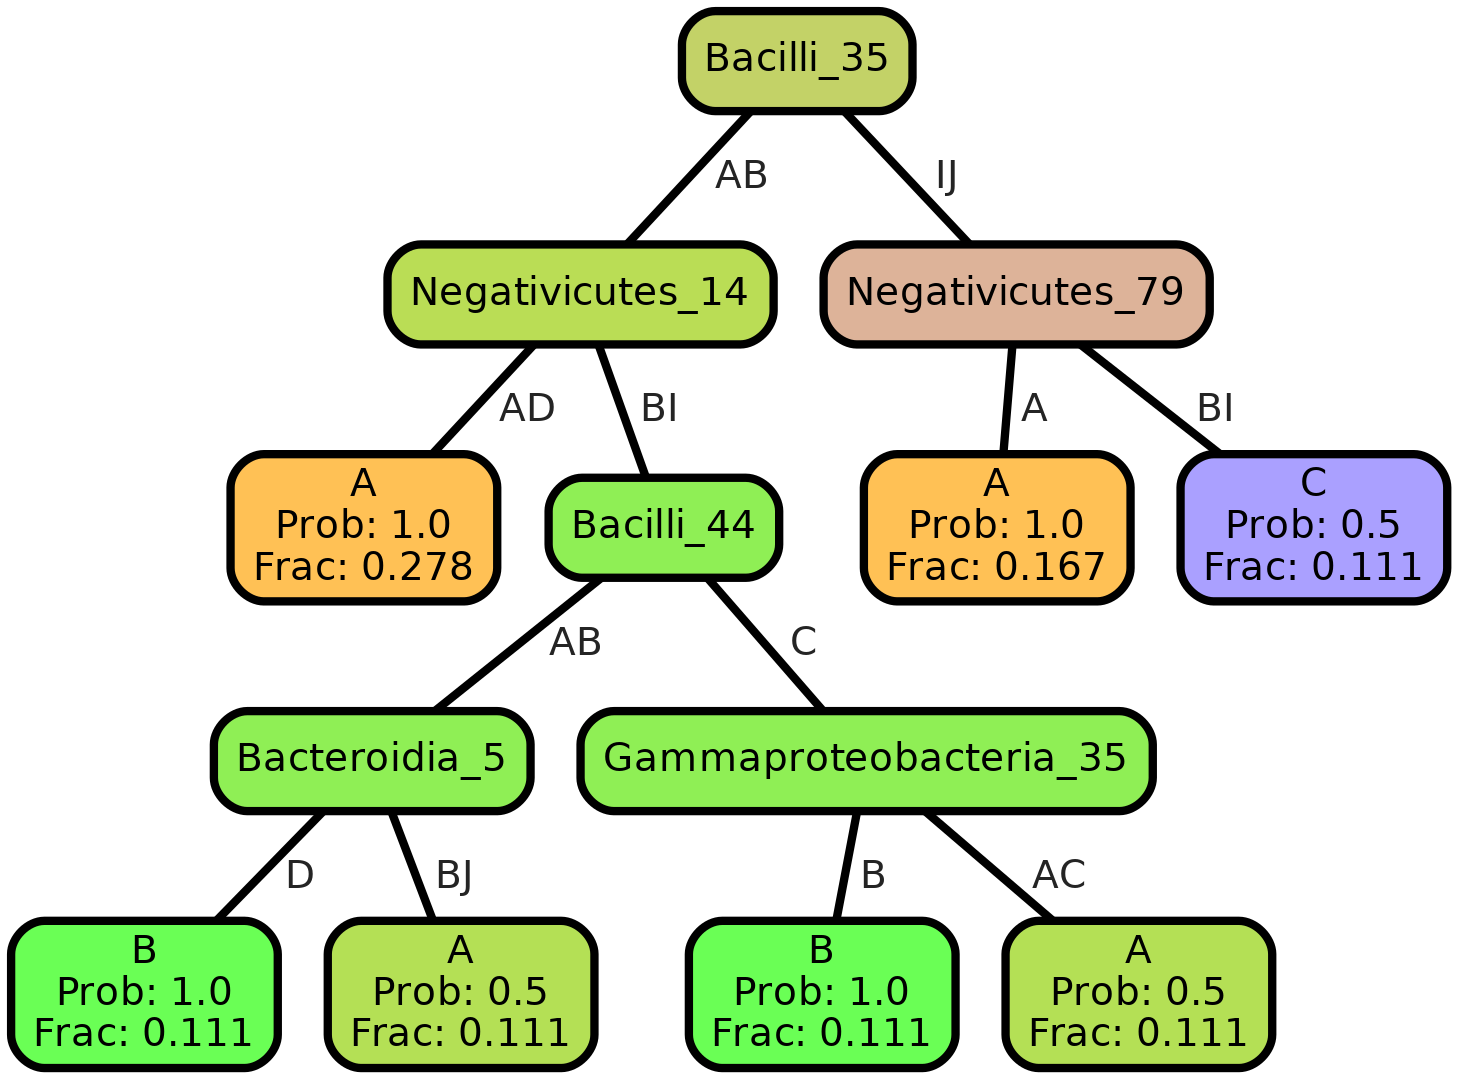 Bacilli_35
AB
IJ
Negativicutes_14
Negativicutes_79
AD
BI
A
BI
A
Prob: 1.0
Frac: 0.278
Bacilli_44
A
Prob: 1.0
Frac: 0.167
C
Prob: 0.5
Frac: 0.111
AB
C
Bacteroidia_5
Gammaproteobacteria_35
D
BJ
B
AC
B
Prob: 1.0
Frac: 0.111
A
Prob: 0.5
Frac: 0.111
B
Prob: 1.0
Frac: 0.111
A
Prob: 0.5
Frac: 0.111